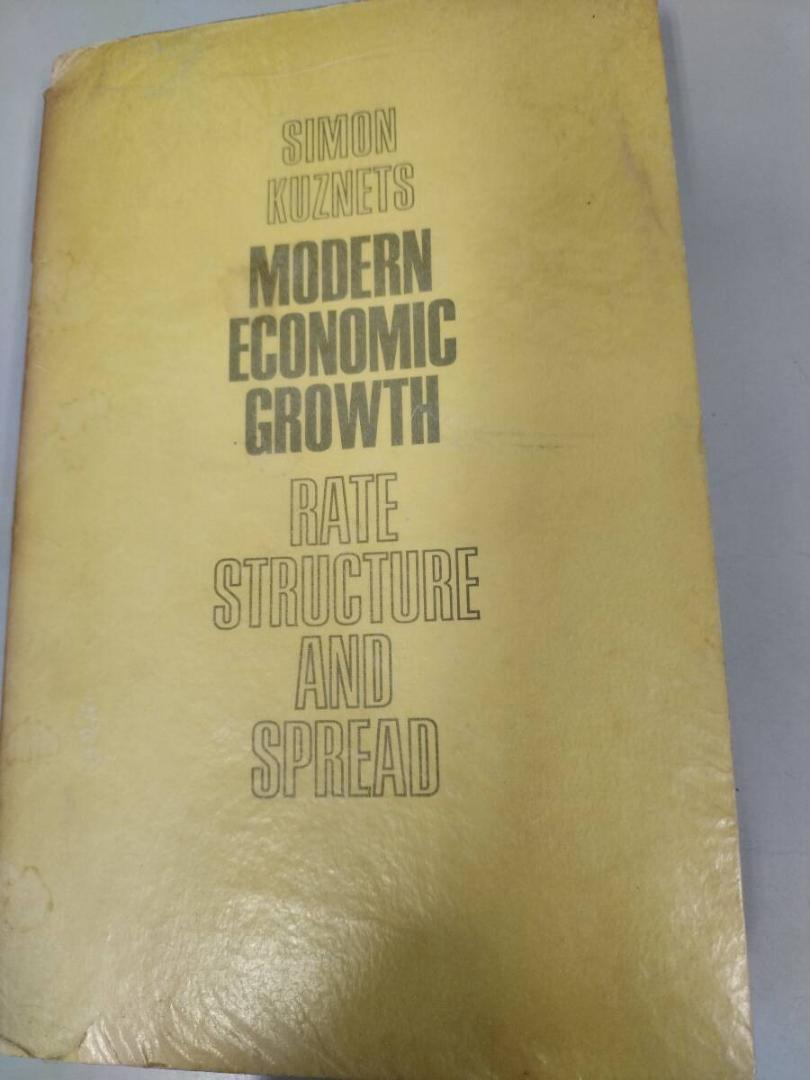 SIMON
KUZNETS
MODERN
ECONOMIC
GROWTH
RATE
STRUCTURE
AND
SPREAD